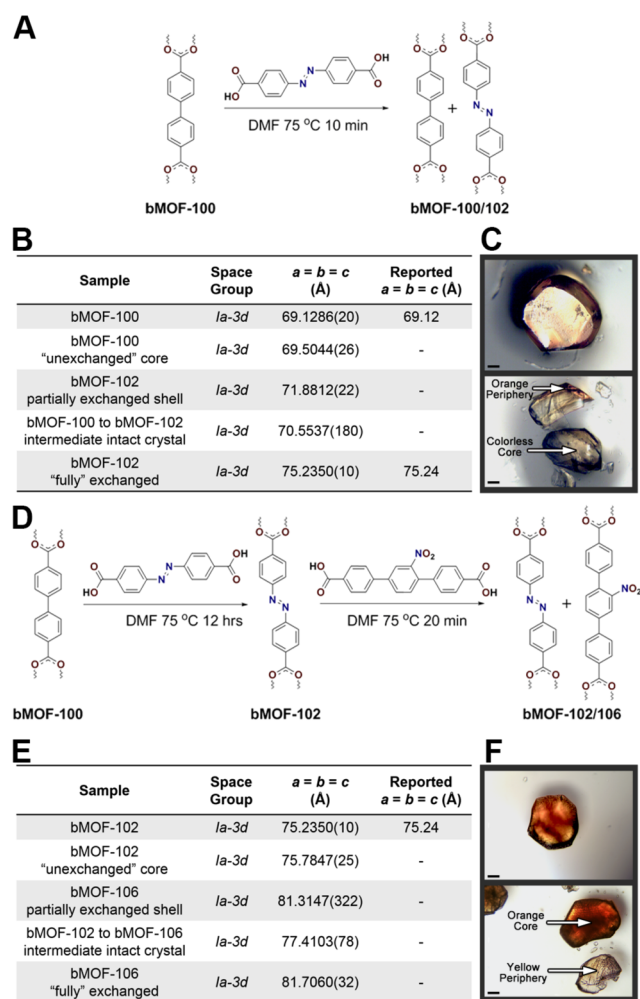 A
O O
O O
O
HO
N
N
OH
O
DMF 75 °C 10 min
O O
+
N
N
O O
bMOF-100
bMOF-100/102
B
Sample Space Group a = b = c (Å) Reported a = b = c (Å)
bMOF-100 Ia-3d 69.1286(20) 69.12
bMOF-100 "unexchanged" core Ia-3d 69.5044(26) -
bMOF-102 partially exchanged shell Ia-3d 71.8812(22) -
bMOF-100 to bMOF-102 intermediate intact crystal Ia-3d 70.5537(180) -
bMOF-102 "fully" exchanged Ia-3d 75.2350(10) 75.24
C
Orange
Periphery
Colorless
Core
D
O O
O O
O
HO
N
N
OH
O
DMF 75 °C 12 hrs
O O
N
N
O O
O
HO
NO2
OH
O
DMF 75 °C 20 min
O O
N
N
O O
+
O O
NO2
O O
bMOF-100
bMOF-102
bMOF-102/106
E
Sample Space Group a = b = c (Å) Reported a = b = c (Å)
bMOF-102 Ia-3d 75.2350(10) 75.24
bMOF-102 "unexchanged" core Ia-3d 75.7847(25) -
bMOF-106 partially exchanged shell Ia-3d 81.3147(322) -
bMOF-102 to bMOF-106 intermediate intact crystal Ia-3d 77.4103(78) -
bMOF-106 "fully" exchanged Ia-3d 81.7060(32) -
F
Orange
Core
Yellow
Periphery